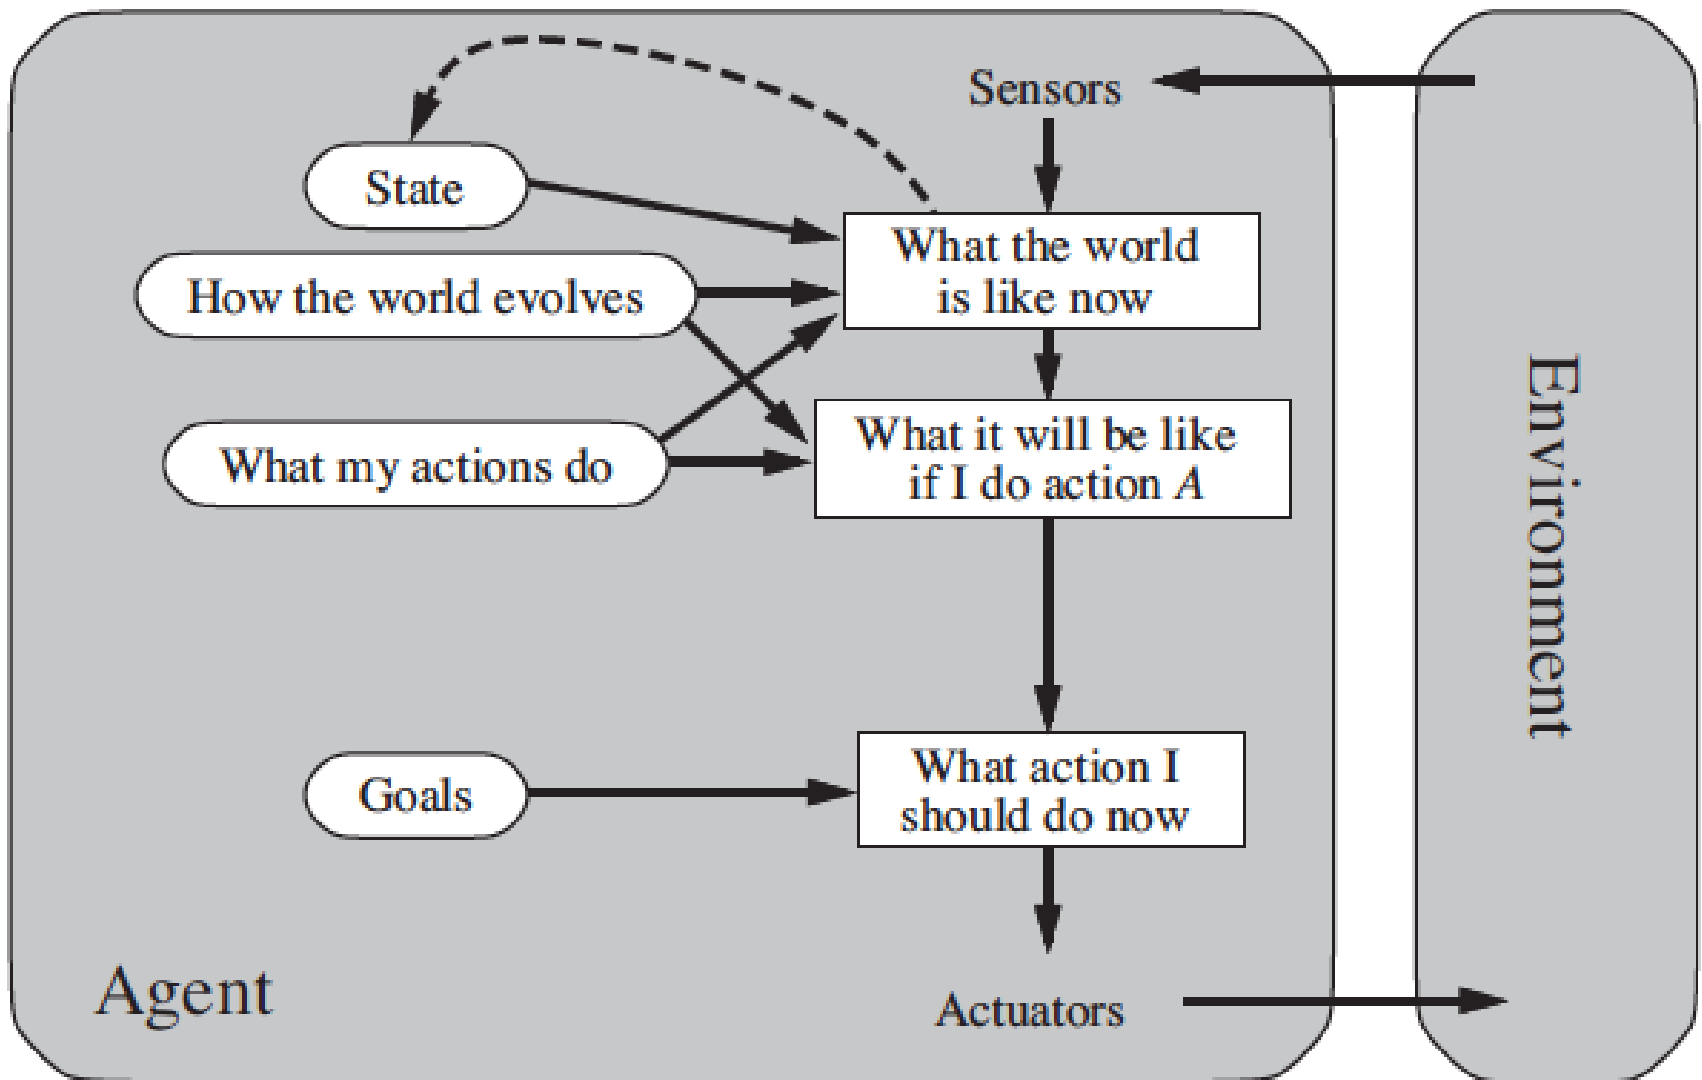 Sensors
State
What the world
is like now
How the world evolves
What my actions do
What it will be like
if I do action A
Goals
What action I
should do now
Agent
Actuators
Environment